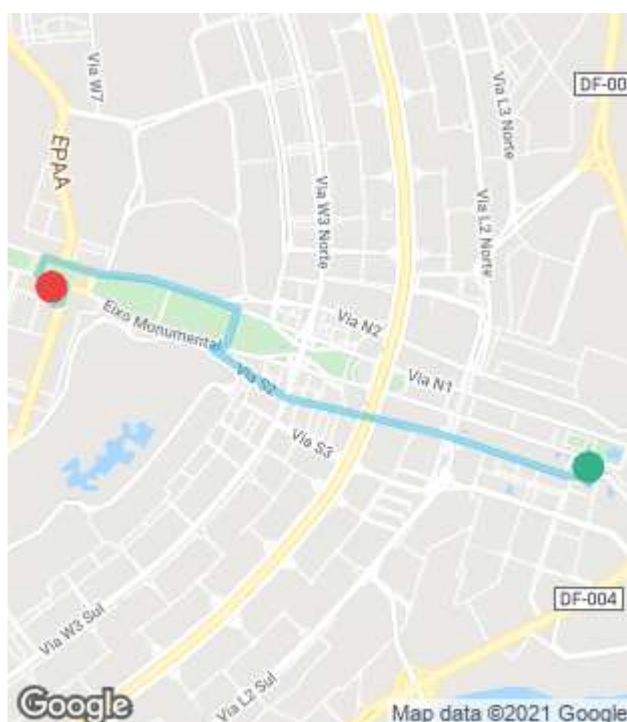 Via W7
DF-00
Via L3 Norte
EPAA
Via W3 Norte
Via L2 Norte
Eixo Monumental
Via N2
Via S2
Via N1
Via S3
DF-004
Via W3 Sul
Via L2 Sul
Google
Map data ©2021 Google